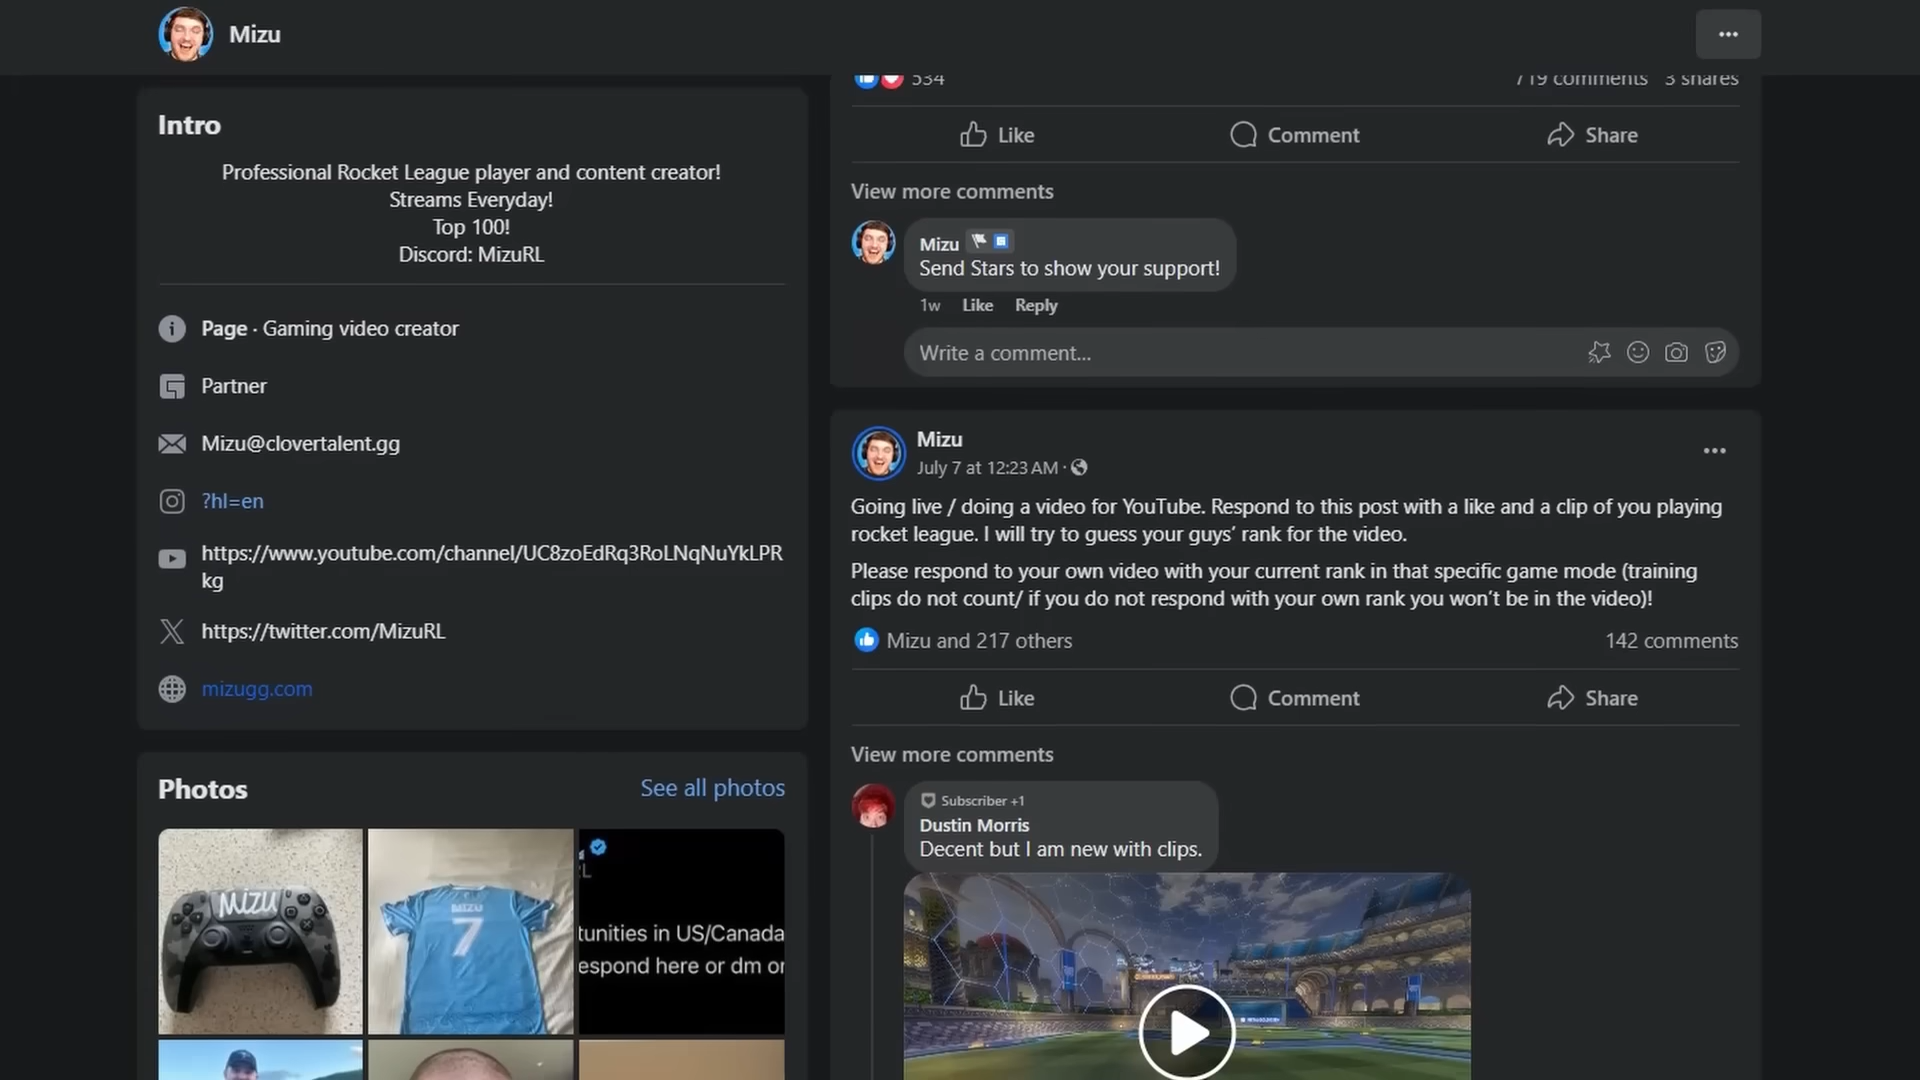 Mizu
Intro
Professional Rocket League player and content creator!
Streams Everyday!
Top 100!
Discord: MizuRL
Page · Gaming video creator
Partner
Mizu@clovertalent.gg
?hl=en
https://www.youtube.com/channel/UC8zoEdRq3RoLNqNuYkLPR
kg
https://twitter.com/MizuRL
mizugg.com
Photos
See all photos
Mizu
MIZU
7
tunities in US/Canada
espond here or dm or
534
719 comments 3 shares
Like Comment Share
View more comments
Mizu
Send Stars to show your support!
1w Like Reply
Write a comment...
Mizu
July 7 at 12:23 AM ·
Going live / doing a video for YouTube. Respond to this post with a like and a clip of you playing
rocket league. I will try to guess your guys’ rank for the video.
Please respond to your own video with your current rank in that specific game mode (training
clips do not count/ if you do not respond with your own rank you won’t be in the video)!
Mizu and 217 others
142 comments
Like Comment Share
View more comments
Subscriber +1
Dustin Morris
Decent but I am new with clips.